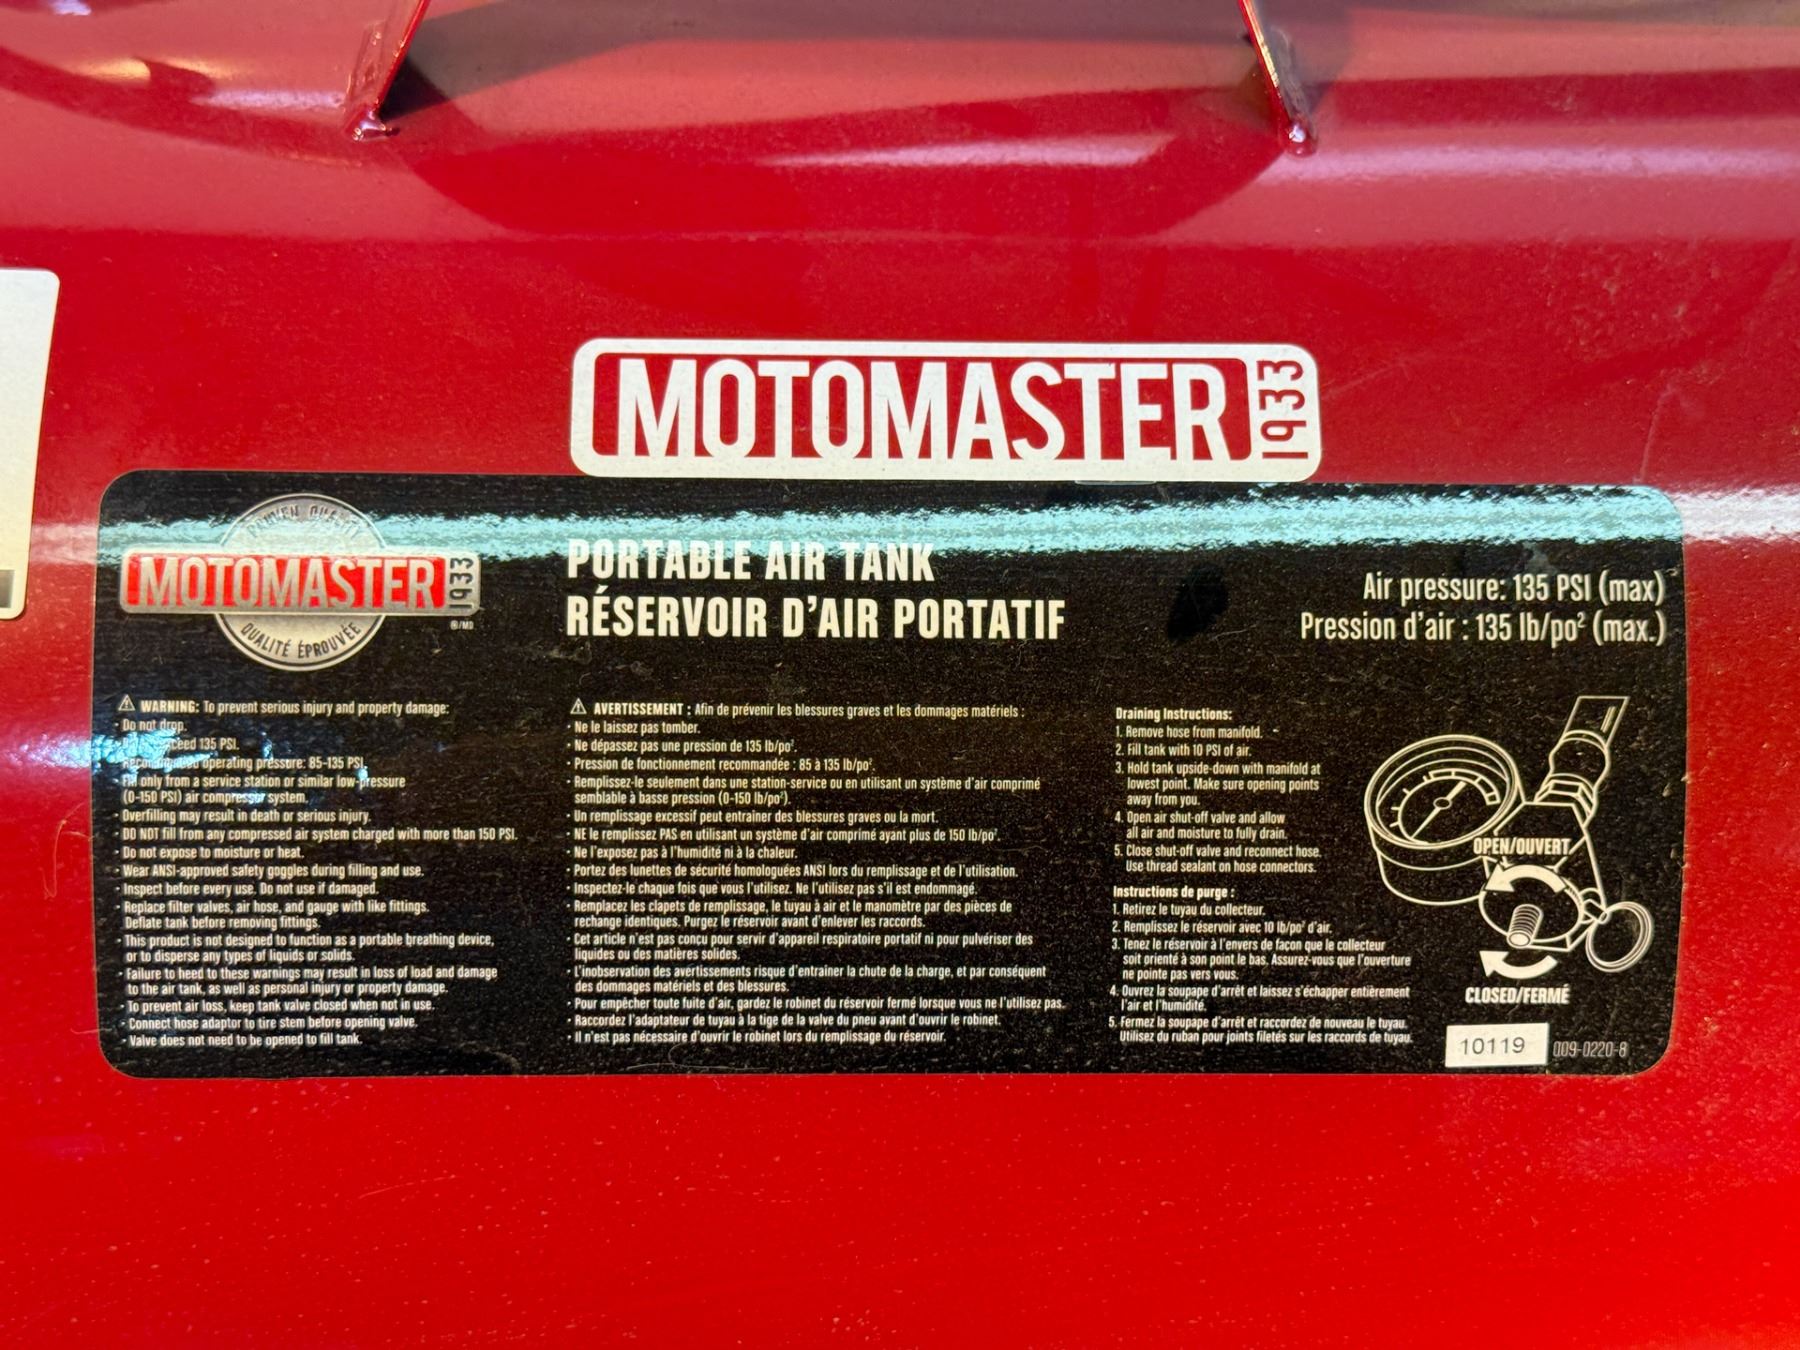 MOTOMASTER 1933
PROVEN QUALITY
MOTOMASTER 1933
®/MD
QUALITÉ ÉPROUVÉE
PORTABLE AIR TANK
RÉSERVOIR D'AIR PORTATIF
Air pressure: 135 PSI (max)
Pression d'air : 135 lb/po² (max.)
⚠ WARNING: To prevent serious injury and property damage:
· Do not drop.
ceed 135 PSI.
operating pressure: 85-135 PSI.
· Fill only from a service station or similar low-pressure
(0-150 PSI) air compressor system.
Overfilling may result in death or serious injury.
DO NOT fill from any compressed air system charged with more than 150 PSI.
· Do not expose to moisture or heat.
· Wear ANSI-approved safety goggles during filling and use.
· Inspect before every use. Do not use if damaged.
· Replace filter valves, air hose, and gauge with like fittings.
Deflate tank before removing fittings.
· This product is not designed to function as a portable breathing device,
or to disperse any types of liquids or solids.
· Failure to heed to these warnings may result in loss of load and damage
to the air tank, as well as personal injury or property damage.
· To prevent air loss, keep tank valve closed when not in use.
· Connect hose adaptor to tire stem before opening valve.
· Valve does not need to be opened to fill tank.
⚠ AVERTISSEMENT : Afin de prévenir les blessures graves et les dommages matériels :
· Ne le laissez pas tomber.
· Ne dépassez pas une pression de 135 lb/po².
· Pression de fonctionnement recommandée : 85 à 135 lb/po².
· Remplissez-le seulement dans une station-service ou en utilisant un système d'air comprimé
semblable à basse pression (0-150 lb/po²).
· Un remplissage excessif peut entraîner des blessures graves ou la mort.
· NE le remplissez PAS en utilisant un système d'air comprimé ayant plus de 150 lb/po².
· Ne l'exposez pas à l'humidité ni à la chaleur.
· Portez des lunettes de sécurité homologuées ANSI lors du remplissage et de l'utilisation.
· Inspectez-le chaque fois que vous l'utilisez. Ne l'utilisez pas s'il est endommagé.
· Remplacez les clapets de remplissage, le tuyau à air et le manomètre par des pièces de
rechange identiques. Purgez le réservoir avant d'enlever les raccords.
· Cet article n'est pas conçu pour servir d'appareil respiratoire portatif ni pour pulvériser des
liquides ou des matières solides.
· L'inobservation des avertissements risque d'entraîner la chute de la charge, et par conséquent
des dommages matériels et des blessures.
· Pour empêcher toute fuite d'air, gardez le robinet du réservoir fermé lorsque vous ne l'utilisez pas.
· Raccordez l'adaptateur de tuyau à la tige de la valve du pneu avant d'ouvrir le robinet.
· Il n'est pas nécessaire d'ouvrir le robinet lors du remplissage du réservoir.
Draining Instructions:
1. Remove hose from manifold.
2. Fill tank with 10 PSI of air.
3. Hold tank upside-down with manifold at
lowest point. Make sure opening points
away from you.
4. Open air shut-off valve and allow
all air and moisture to fully drain.
5. Close shut-off valve and reconnect hose.
Use thread sealant on hose connectors.
Instructions de purge :
1. Retirez le tuyau du collecteur.
2. Remplissez le réservoir avec 10 lb/po² d'air.
3. Tenez le réservoir à l'envers de façon que le collecteur
soit orienté à son point le bas. Assurez-vous que l'ouverture
ne pointe pas vers vous.
4. Ouvrez la soupape d'arrêt et laissez s'échapper entièrement
l'air et l'humidité.
5. Fermez la soupape d'arrêt et raccordez de nouveau le tuyau.
Utilisez du ruban pour joints filetés sur les raccords de tuyau.
OPEN/OUVERT
CLOSED/FERMÉ
10119
009-0220-8